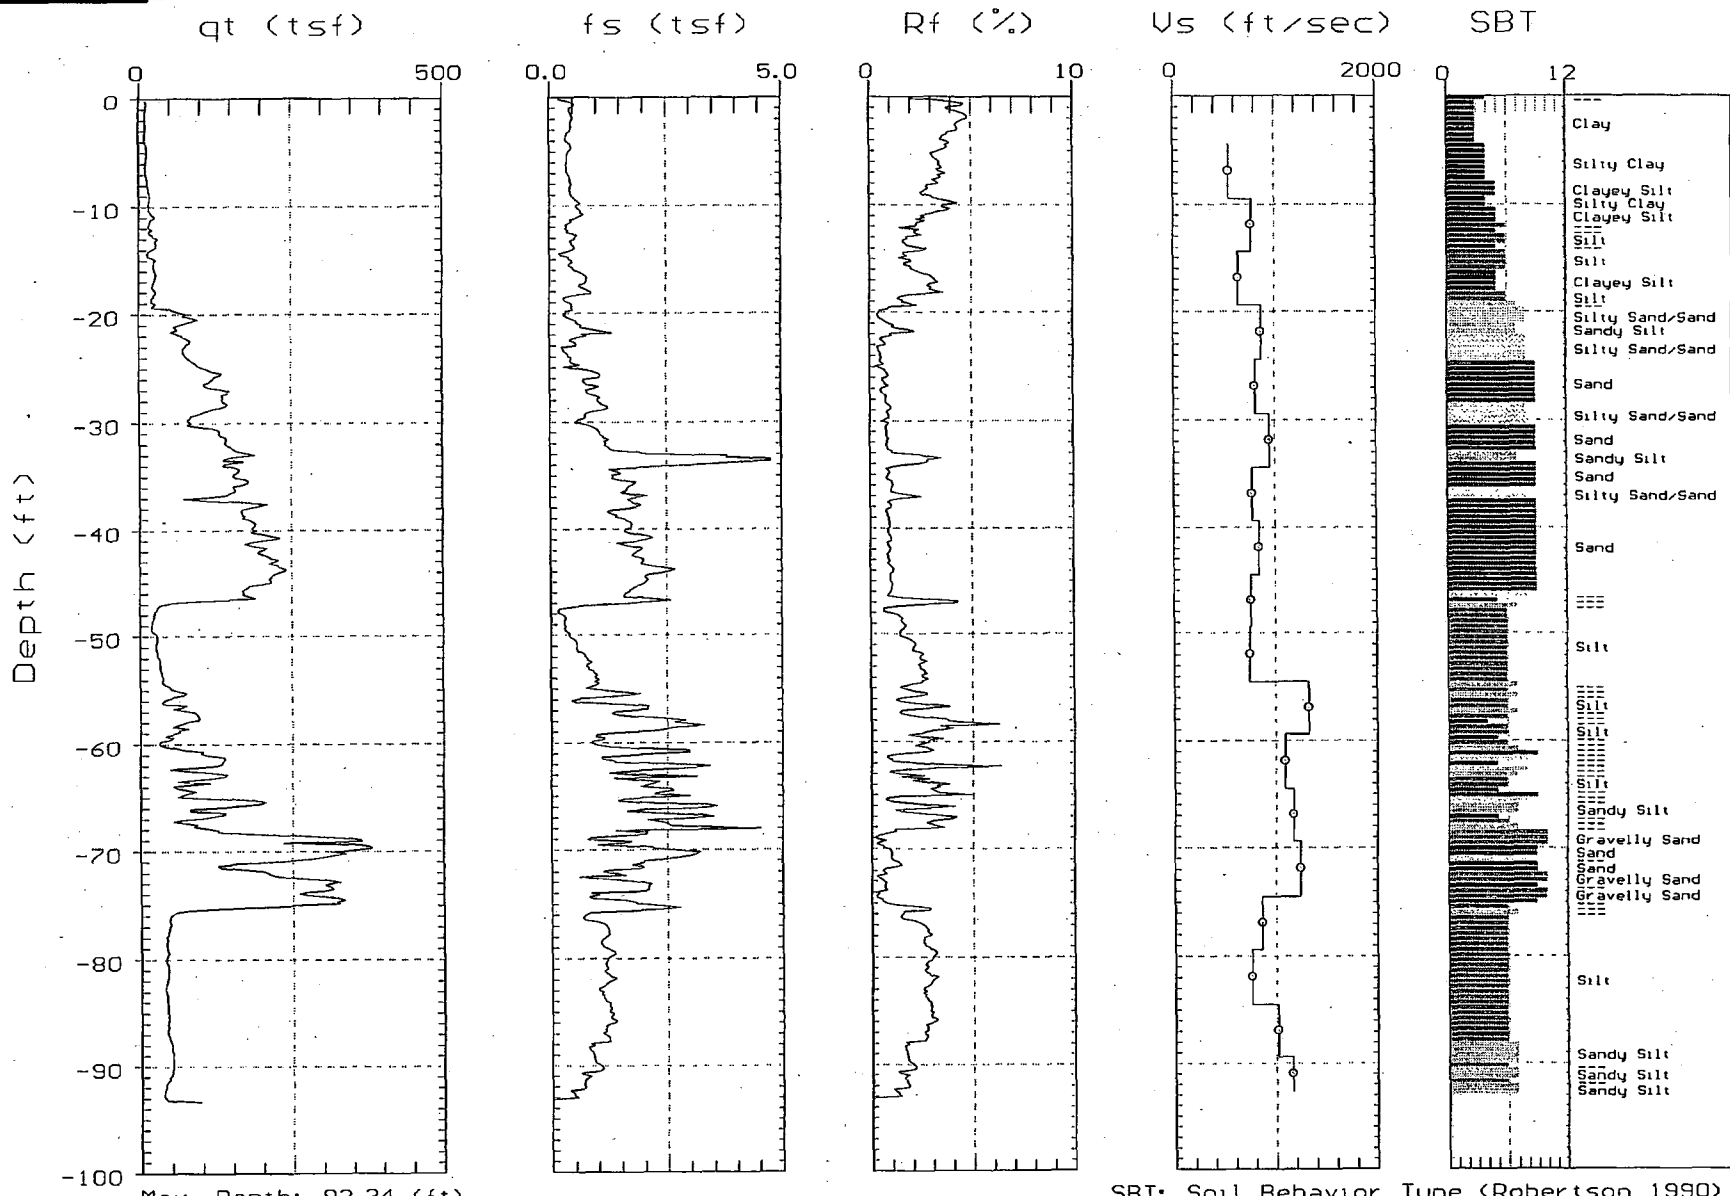 qt (tsf) fs (tsf) Rf (%) Vs (ft/sec) SBT
0 500 0.0 5.0 0 10 0 2000 0 12
Depth (ft)
0
-10
-20
-30
-40
-50
-60
-70
-80
-90
-100
Clay
Silty Clay
Clayey Silt
Silty Clay
Clayey Silt
Silt
Silt
Clayey Silt
Silt
Silty Sand/Sand
Sandy Silt
Silty Sand/Sand
Sand
Silty Sand/Sand
Sand
Sandy Silt
Sand
Silty Sand/Sand
Sand
Silt
Silt
Silt
Silt
Sandy Silt
Gravelly Sand
Sand
Sand
Gravelly Sand
Gravelly Sand
Silt
Sandy Silt
Sandy Silt
Sandy Silt
Max. Depth: (ft)
SBT: Soil Behavior Type (Robertson 1990)